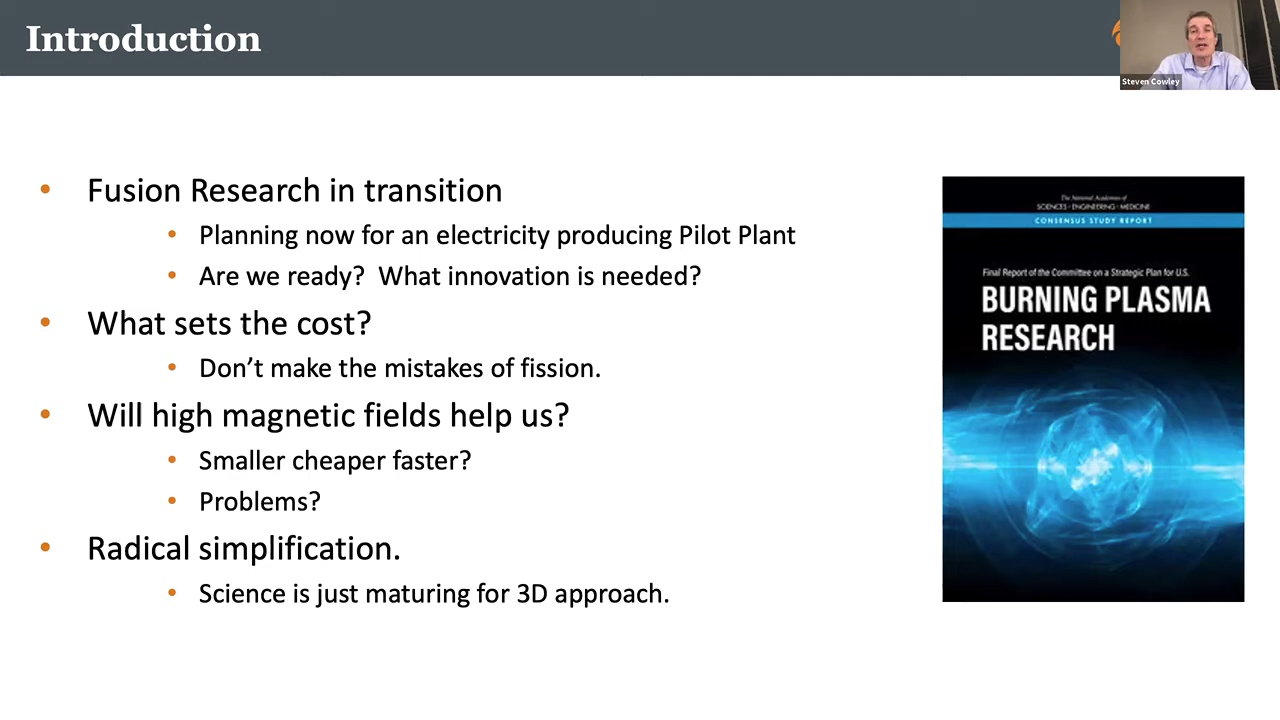 Introduction
Steven Cowley
• Fusion Research in transition
• Planning now for an electricity producing Pilot Plant
• Are we ready?  What innovation is needed?
• What sets the cost?
• Don’t make the mistakes of fission.
• Will high magnetic fields help us?
• Smaller cheaper faster?
• Problems?
• Radical simplification.
• Science is just maturing for 3D approach.
The National Academies of
SCIENCES • ENGINEERING • MEDICINE
CONSENSUS STUDY REPORT
Final Report of the Committee on a Strategic Plan for U.S.
BURNING PLASMA
RESEARCH